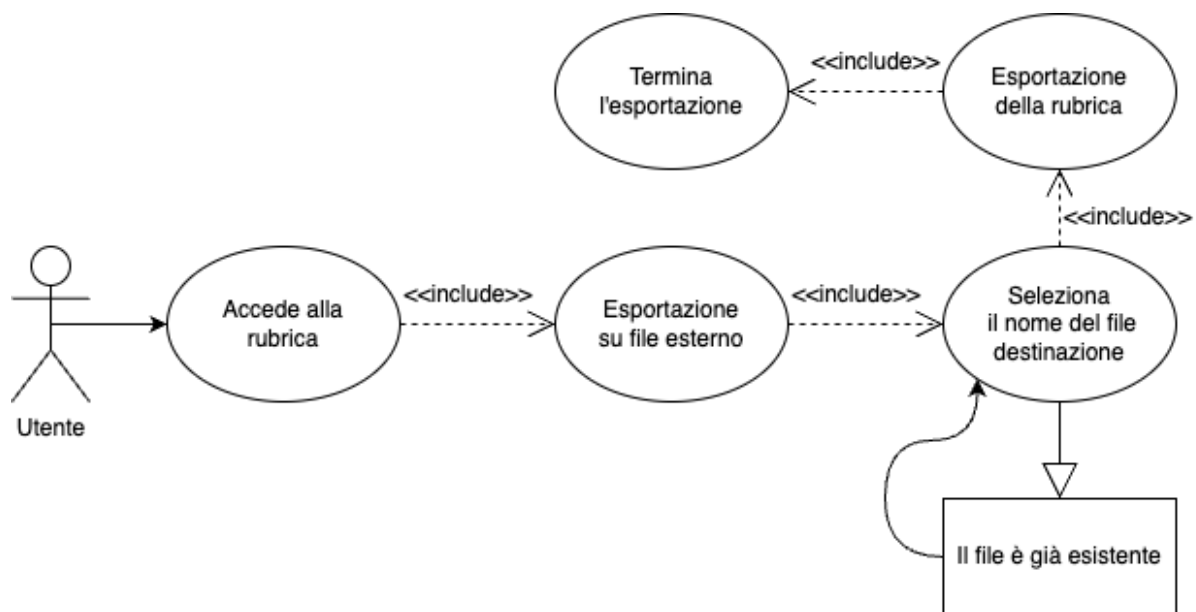 Termina
l'esportazione
<<include>>
Esportazione
della rubrica
<<include>>
Utente
Accede alla
rubrica
<<include>>
Esportazione
su file esterno
<<include>>
Seleziona
il nome del file
destinazione
Il file è già esistente